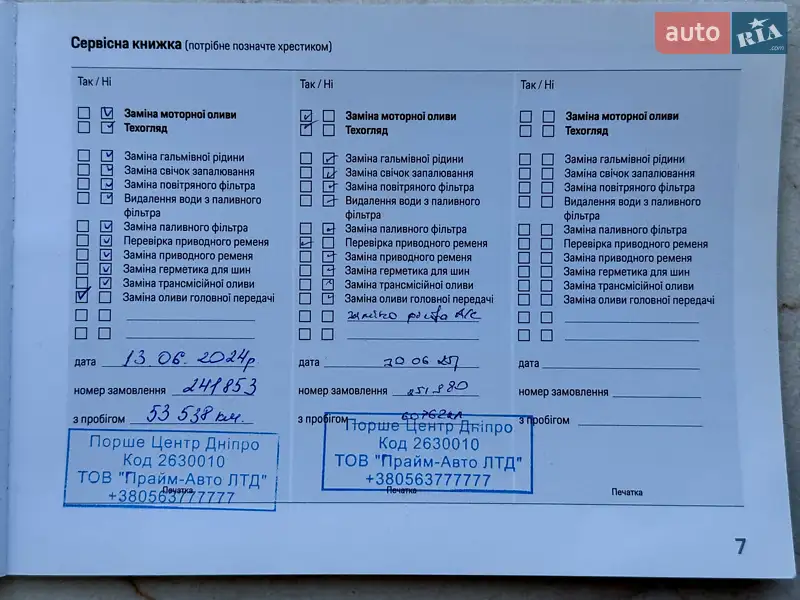 auto RIA.com
Сервісна книжка (потрібне позначте хрестиком)
Так / Ні
Заміна моторної оливи
Техогляд
Заміна гальмівної рідини
Заміна свічок запалювання
Заміна повітряного фільтра
Видалення води з паливного
фільтра
Заміна паливного фільтра
Перевірка приводного ременя
Заміна приводного ременя
Заміна герметика для шин
Заміна трансмісійної оливи
Заміна оливи головної передачі
дата 13.06.2024р
номер замовлення 241853
з пробігом 53 538 км.
Порше Центр Дніпро
Код 2630010
ТОВ "Прайм-Авто ЛТД"
+380563777777
Печатка
Так / Ні
Заміна моторної оливи
Техогляд
Заміна гальмівної рідини
Заміна свічок запалювання
Заміна повітряного фільтра
Видалення води з паливного
фільтра
Заміна паливного фільтра
Перевірка приводного ременя
Заміна приводного ременя
Заміна герметика для шин
Заміна трансмісійної оливи
Заміна оливи головної передачі
дата 20 06 25
номер замовлення 251980
з пробігом
Порше Центр Дніпро
Код 2630010
ТОВ "Прайм-Авто ЛТД"
+380563777777
Печатка
Так / Ні
Заміна моторної оливи
Техогляд
Заміна гальмівної рідини
Заміна свічок запалювання
Заміна повітряного фільтра
Видалення води з паливного
фільтра
Заміна паливного фільтра
Перевірка приводного ременя
Заміна приводного ременя
Заміна герметика для шин
Заміна трансмісійної оливи
Заміна оливи головної передачі
дата
номер замовлення
з пробігом
Печатка
7